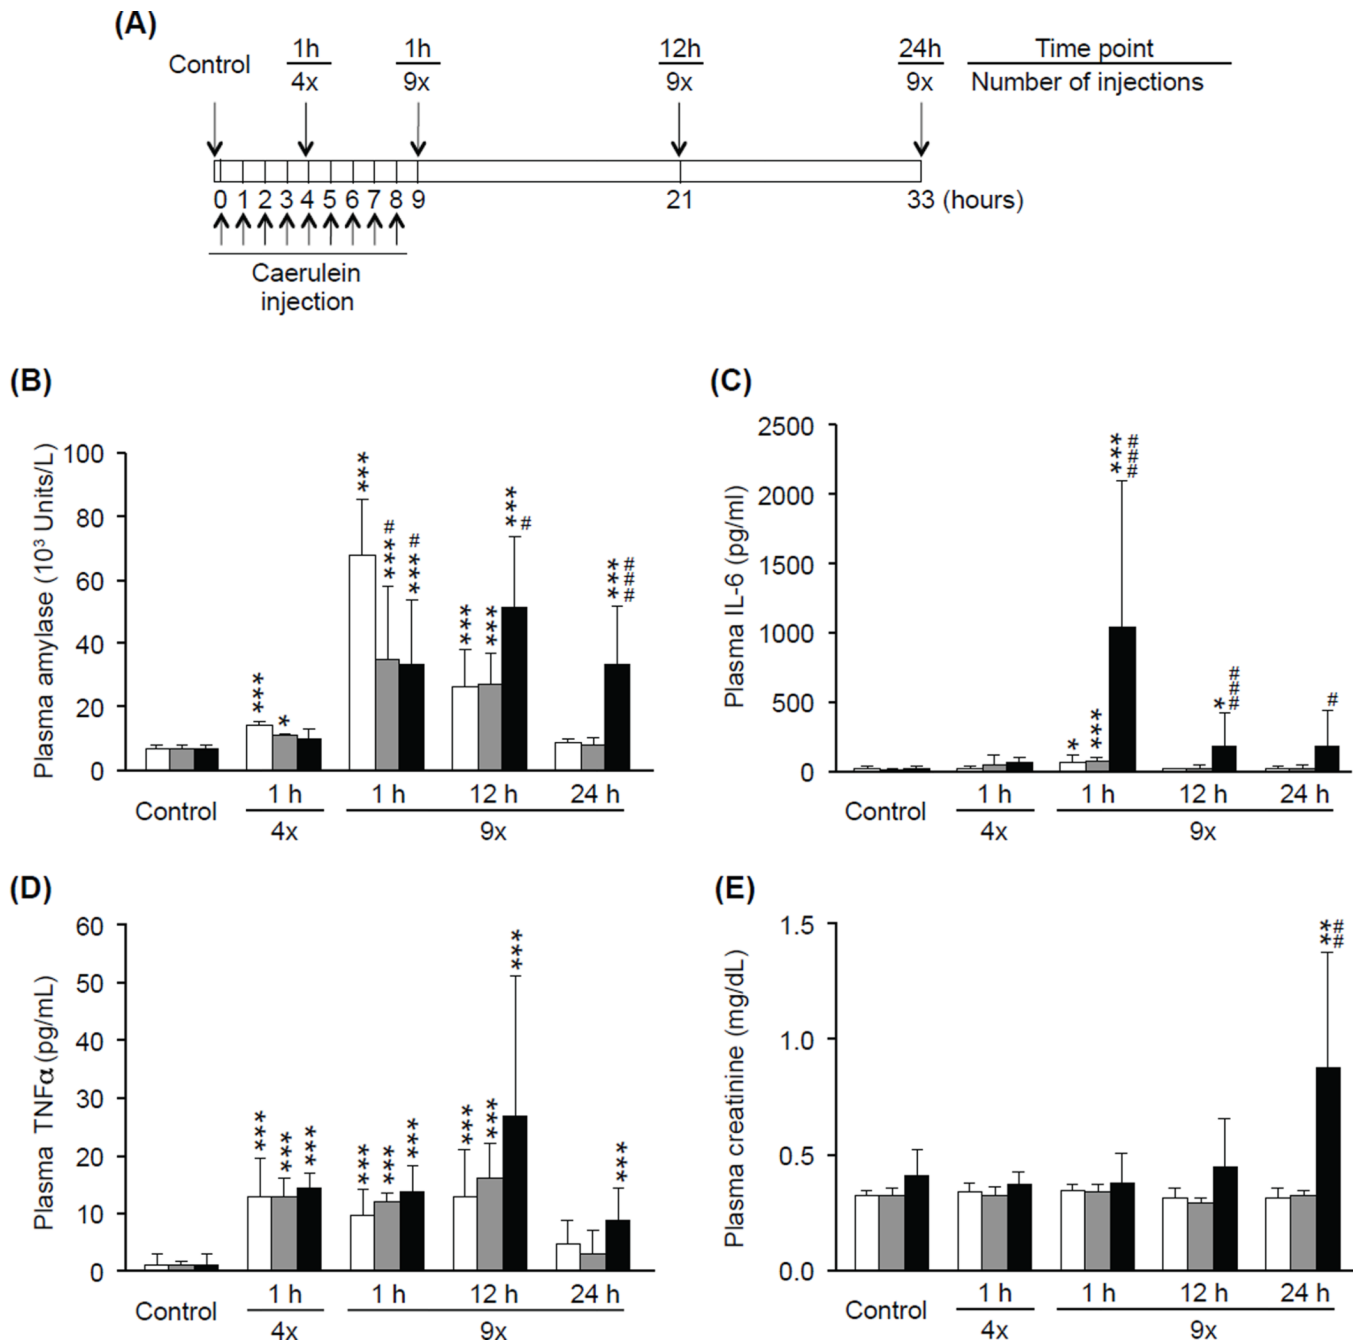 (A)
Control
1h
4x
1h
9x
12h
9x
24h
9x
Time point
Number of injections
0 1 2 3 4 5 6 7 8 9 21 33 (hours)
Caerulein
injection
(B)
Plasma amylase (10³ Units/L)
100
80
60
40
20
0
***
*
***
***#
***#
***
***
***
#
***
###
Control
1 h
1 h
12 h
24 h
4x
9x
(C)
Plasma IL-6 (pg/ml)
2500
2000
1500
1000
500
0
*
***
***
###
*
###
#
Control
1 h
1 h
12 h
24 h
4x
9x
(D)
Plasma TNFα (pg/mL)
60
50
40
30
20
10
0
***
***
***
***
***
***
***
***
***
***
Control
1 h
1 h
12 h
24 h
4x
9x
(E)
Plasma creatinine (mg/dL)
1.5
1.0
0.5
0.0
**
##
Control
1 h
1 h
12 h
24 h
4x
9x